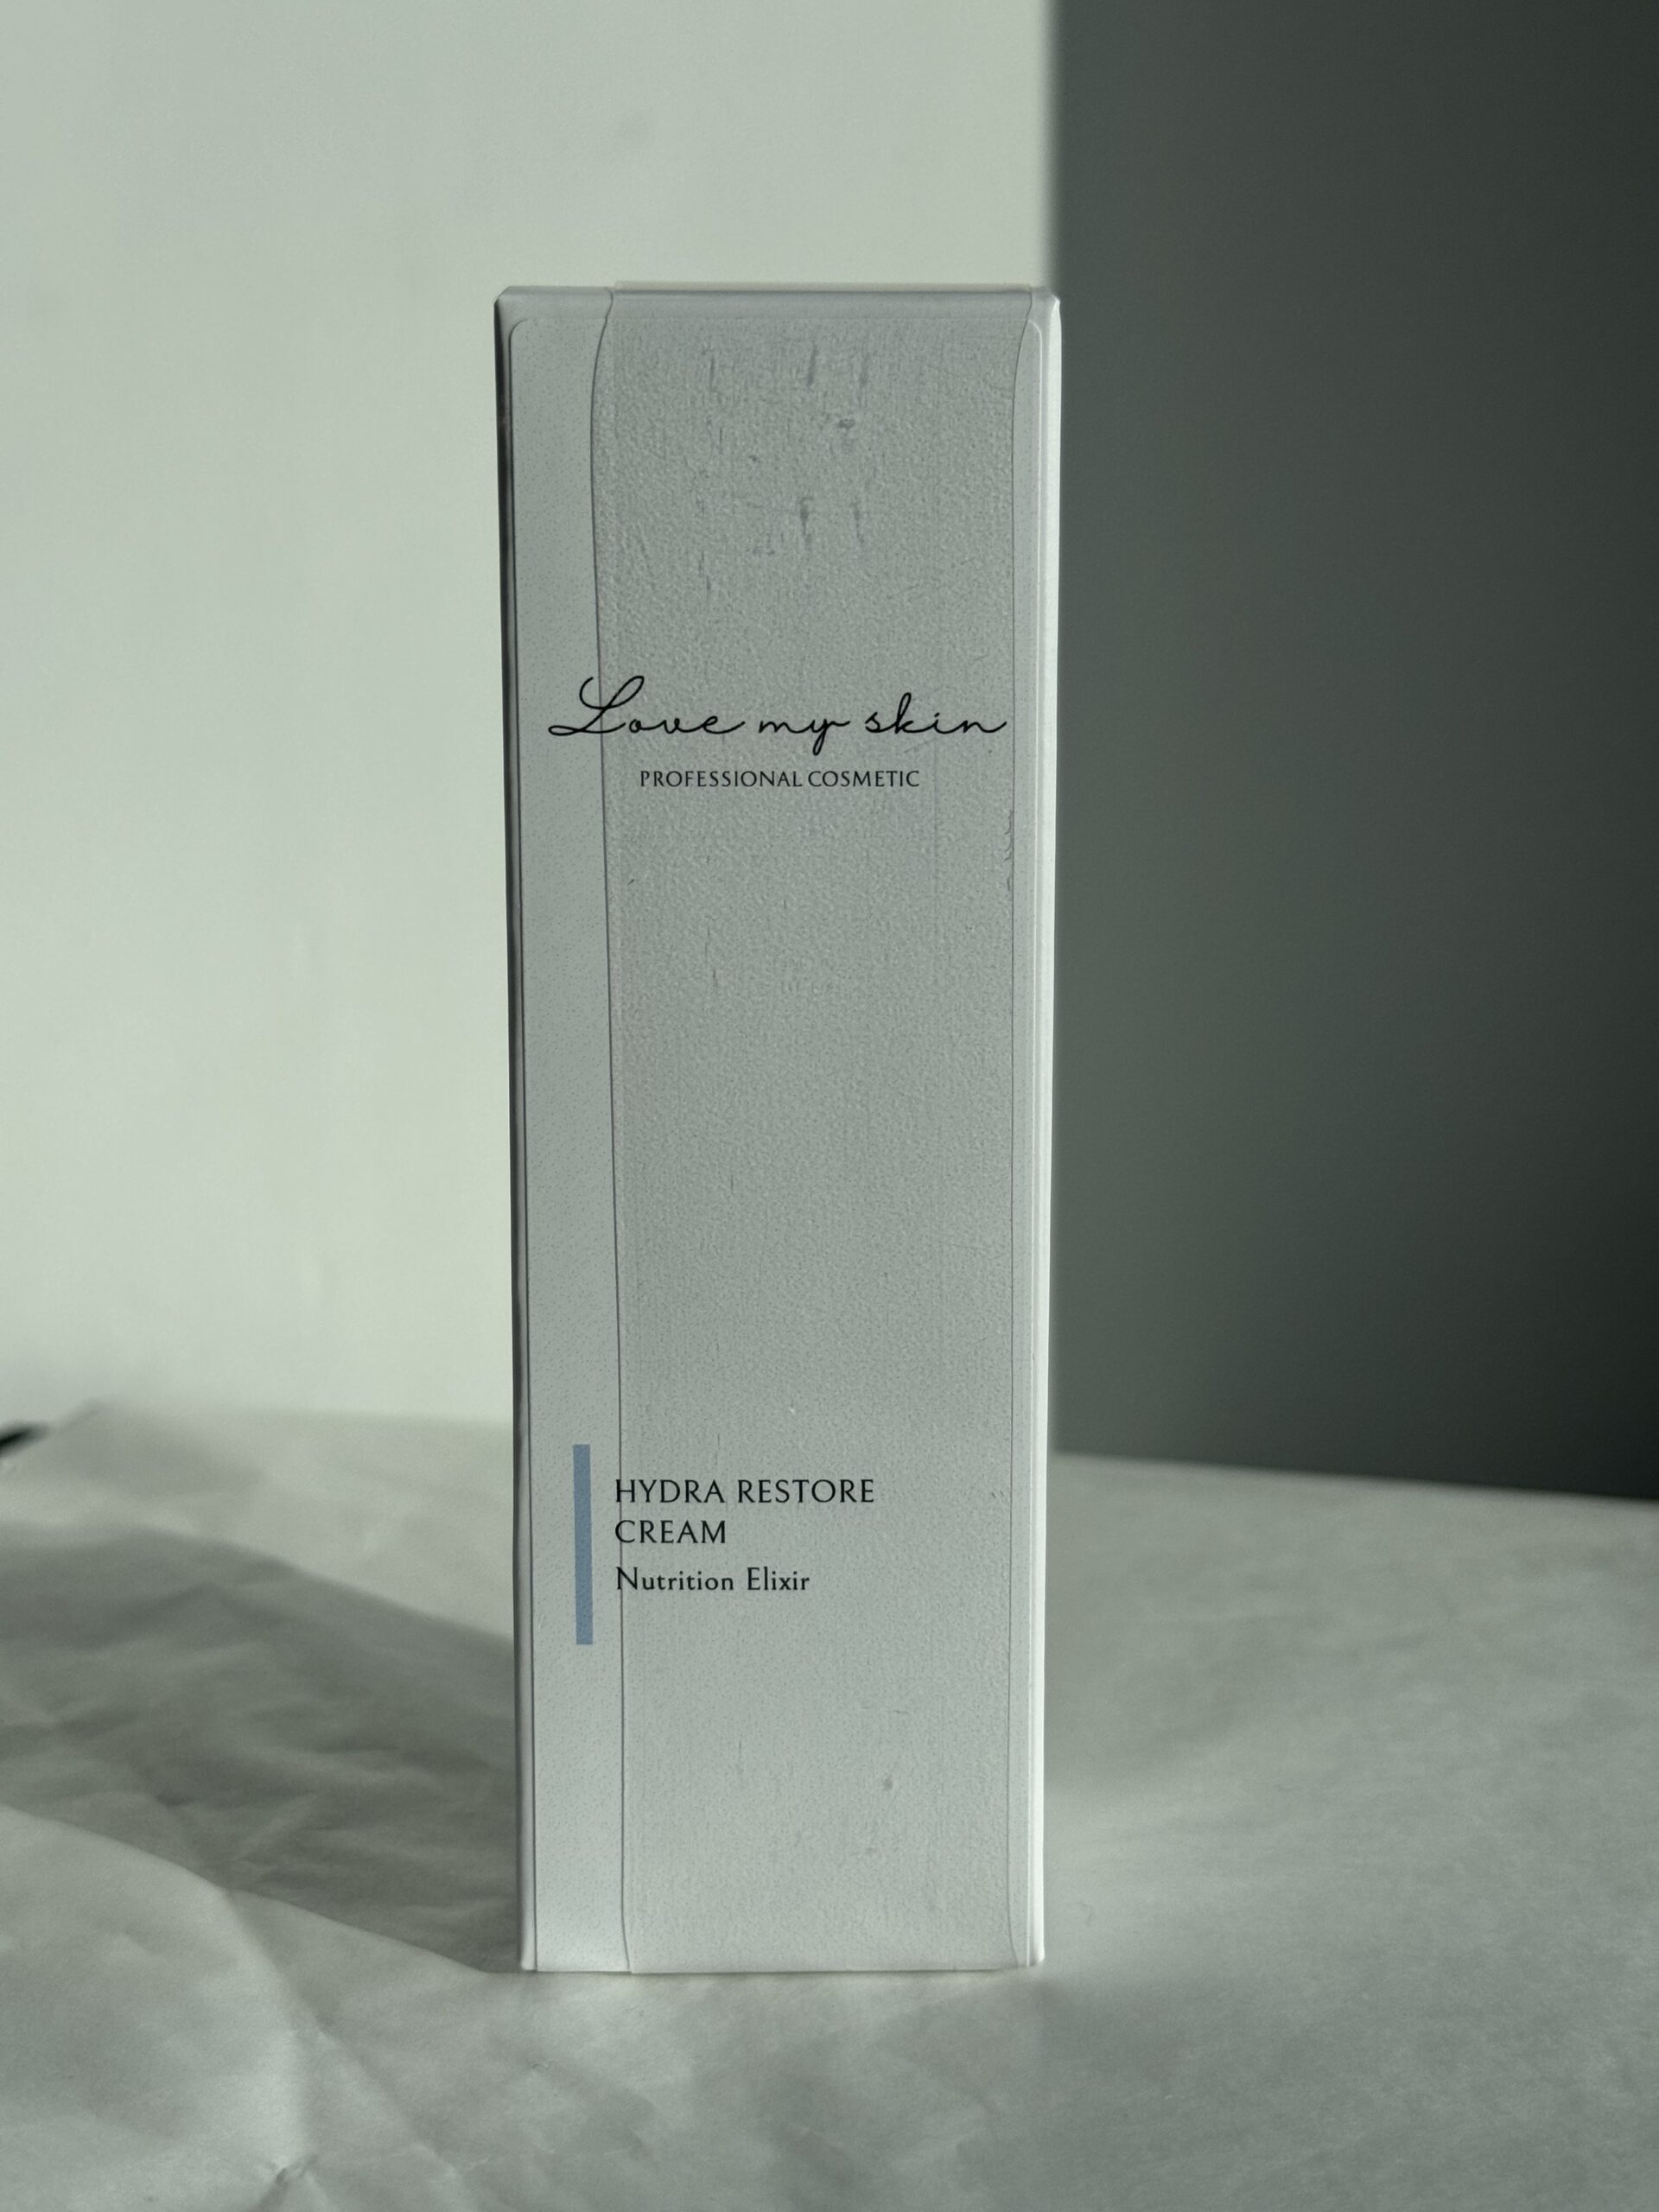 Love my skin
PROFESSIONAL COSMETIC
HYDRA RESTORE
CREAM
Nutrition Elixir